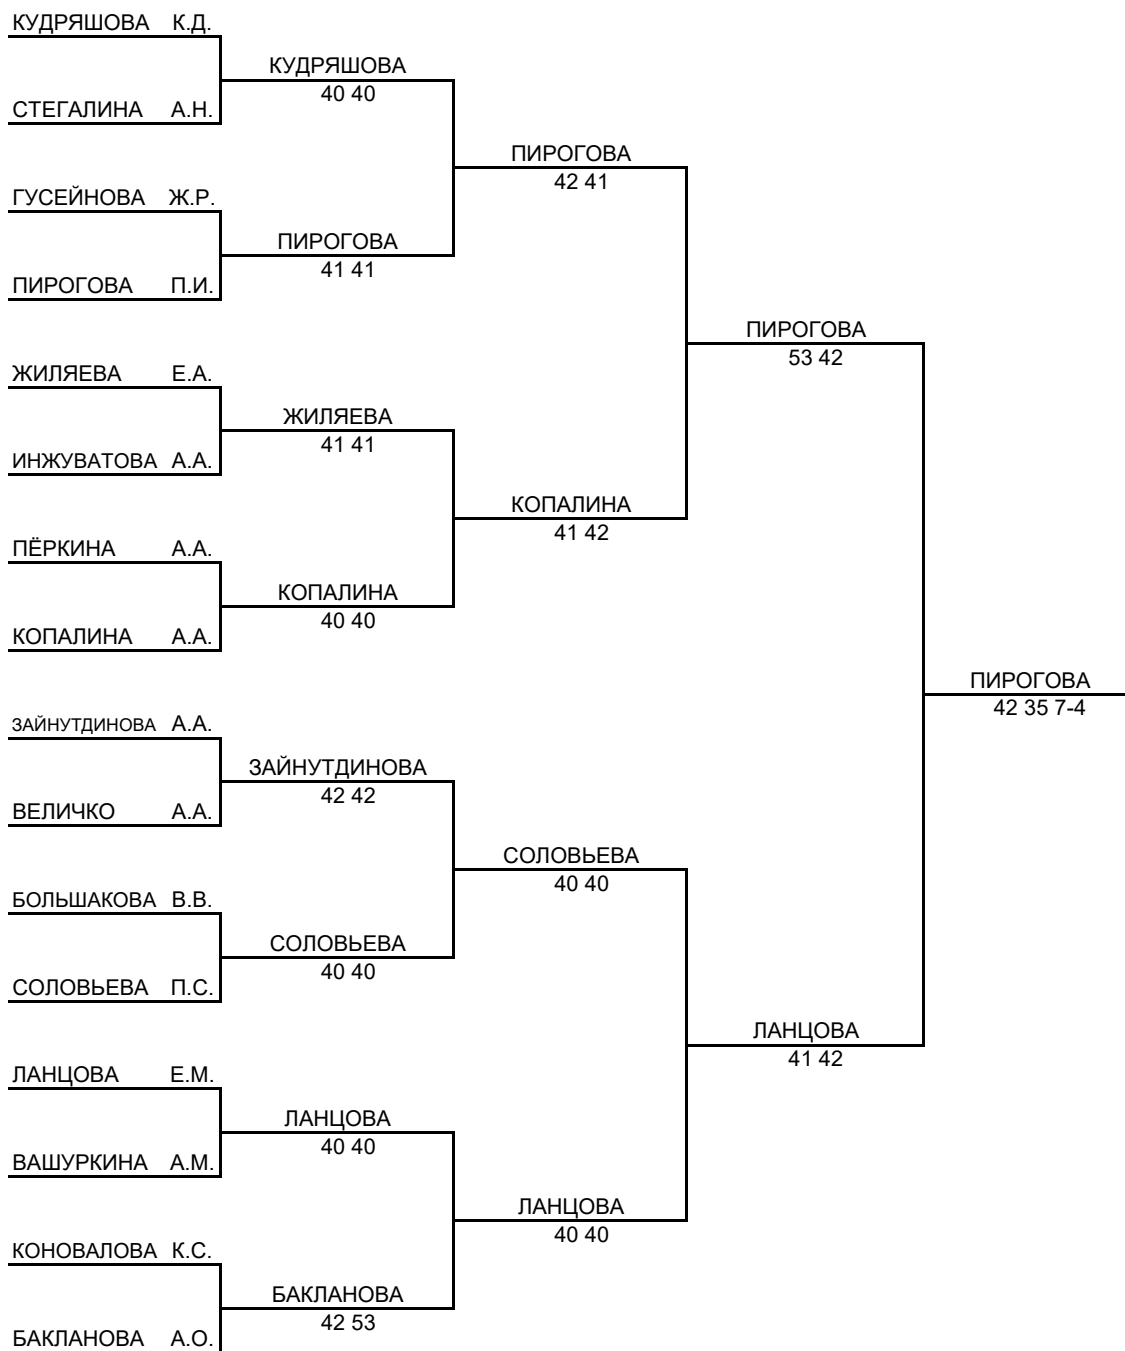 КУДРЯШОВА К.Д.
КУДРЯШОВА
40 40
СТЕГАЛИНА А.Н.
ПИРОГОВА
42 41
ГУСЕЙНОВА Ж.Р.
ПИРОГОВА
41 41
ПИРОГОВА П.И.
ПИРОГОВА
53 42
ЖИЛЯЕВА Е.А.
ЖИЛЯЕВА
41 41
ИНЖУВАТОВА А.А.
КОПАЛИНА
41 42
ПЁРКИНА А.А.
КОПАЛИНА
40 40
КОПАЛИНА А.А.
ПИРОГОВА
42 35 7-4
ЗАЙНУТДИНОВА А.А.
ЗАЙНУТДИНОВА
42 42
ВЕЛИЧКО А.А.
СОЛОВЬЕВА
40 40
БОЛЬШАКОВА В.В.
СОЛОВЬЕВА
40 40
СОЛОВЬЕВА П.С.
ЛАНЦОВА
41 42
ЛАНЦОВА Е.М.
ЛАНЦОВА
40 40
ВАШУРКИНА А.М.
ЛАНЦОВА
40 40
КОНОВАЛОВА К.С.
БАКЛАНОВА
42 53
БАКЛАНОВА А.О.